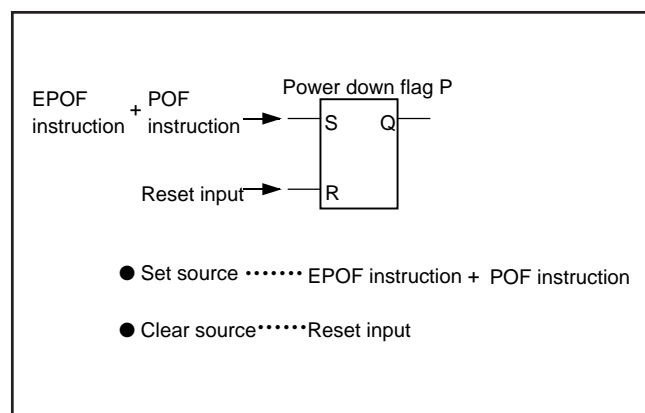 Power down flag P
EPOF
instruction
+
POF
instruction
S
Q
Reset input
R
● Set source ······· EPOF instruction + POF instruction
● Clear source ······ Reset input